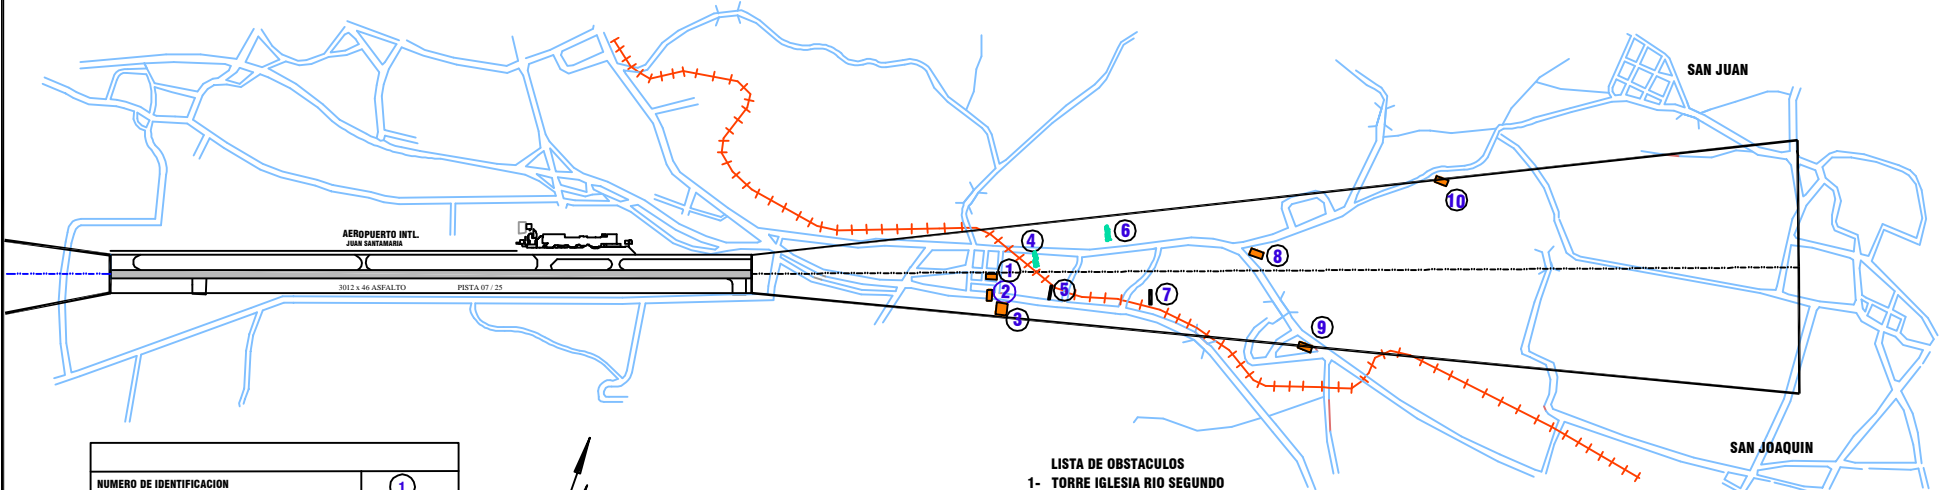 SAN JUAN
10
6
4
AEROPUERTO INTL.
JUAN SANTAMARIA
8
1
3012 x 46 ASFALTO
PISTA 07 / 25
2
5
7
3
9
SAN JOAQUIN
LISTA DE OBSTACULOS
NUMERO DE IDENTIFICACION
1
1- TORRE IGLESIA RIO SEGUNDO